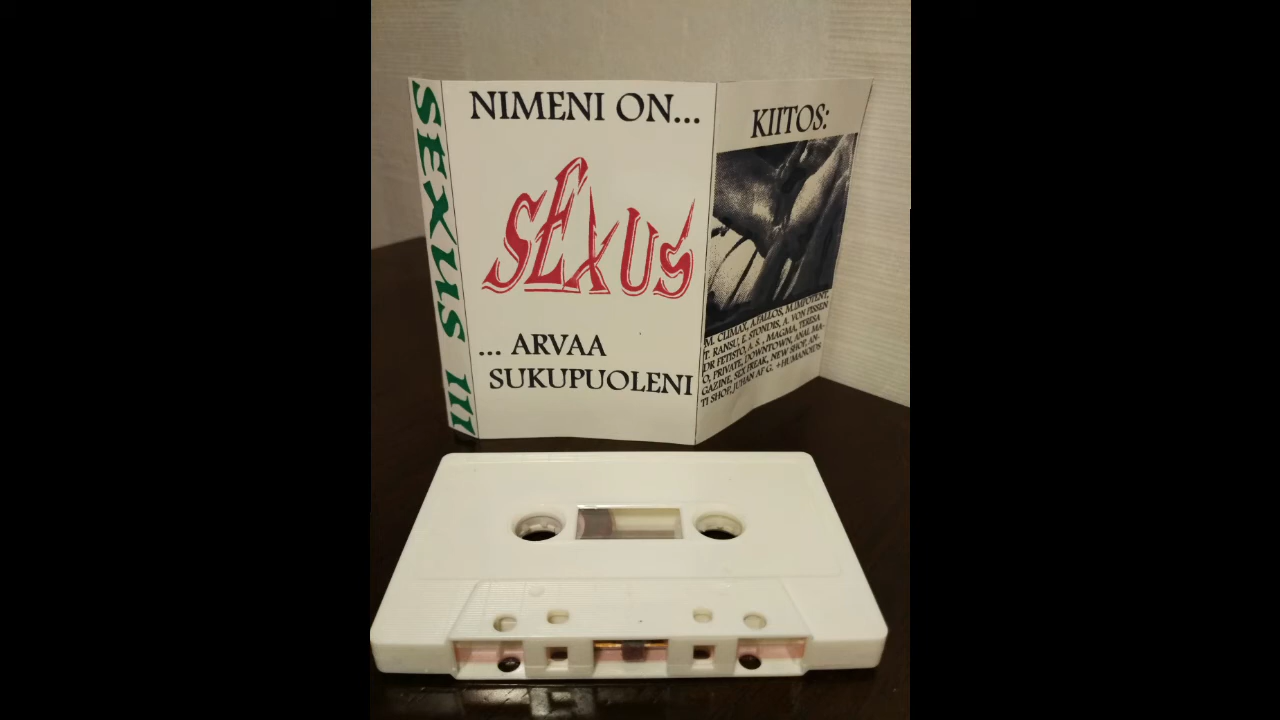 SEXUS III
NIMENI ON...
SEXUS
... ARVAA
SUKUPUOLENI
KIITOS:
M. CLIMAX, A.FALLOS, M.IMPOTENT,
T. RANSU, E. STONDIS, A. VON PISSEN
DR FETISTO, A. S. , MAGMA, TERESA
O, PRIVATE, DOWNTOWN, ANAL MA-
GAZINE, SEX FREAK, NEW SHOP, AN-
TI SHOP, JUHAN AF G. +HUMANOIDS